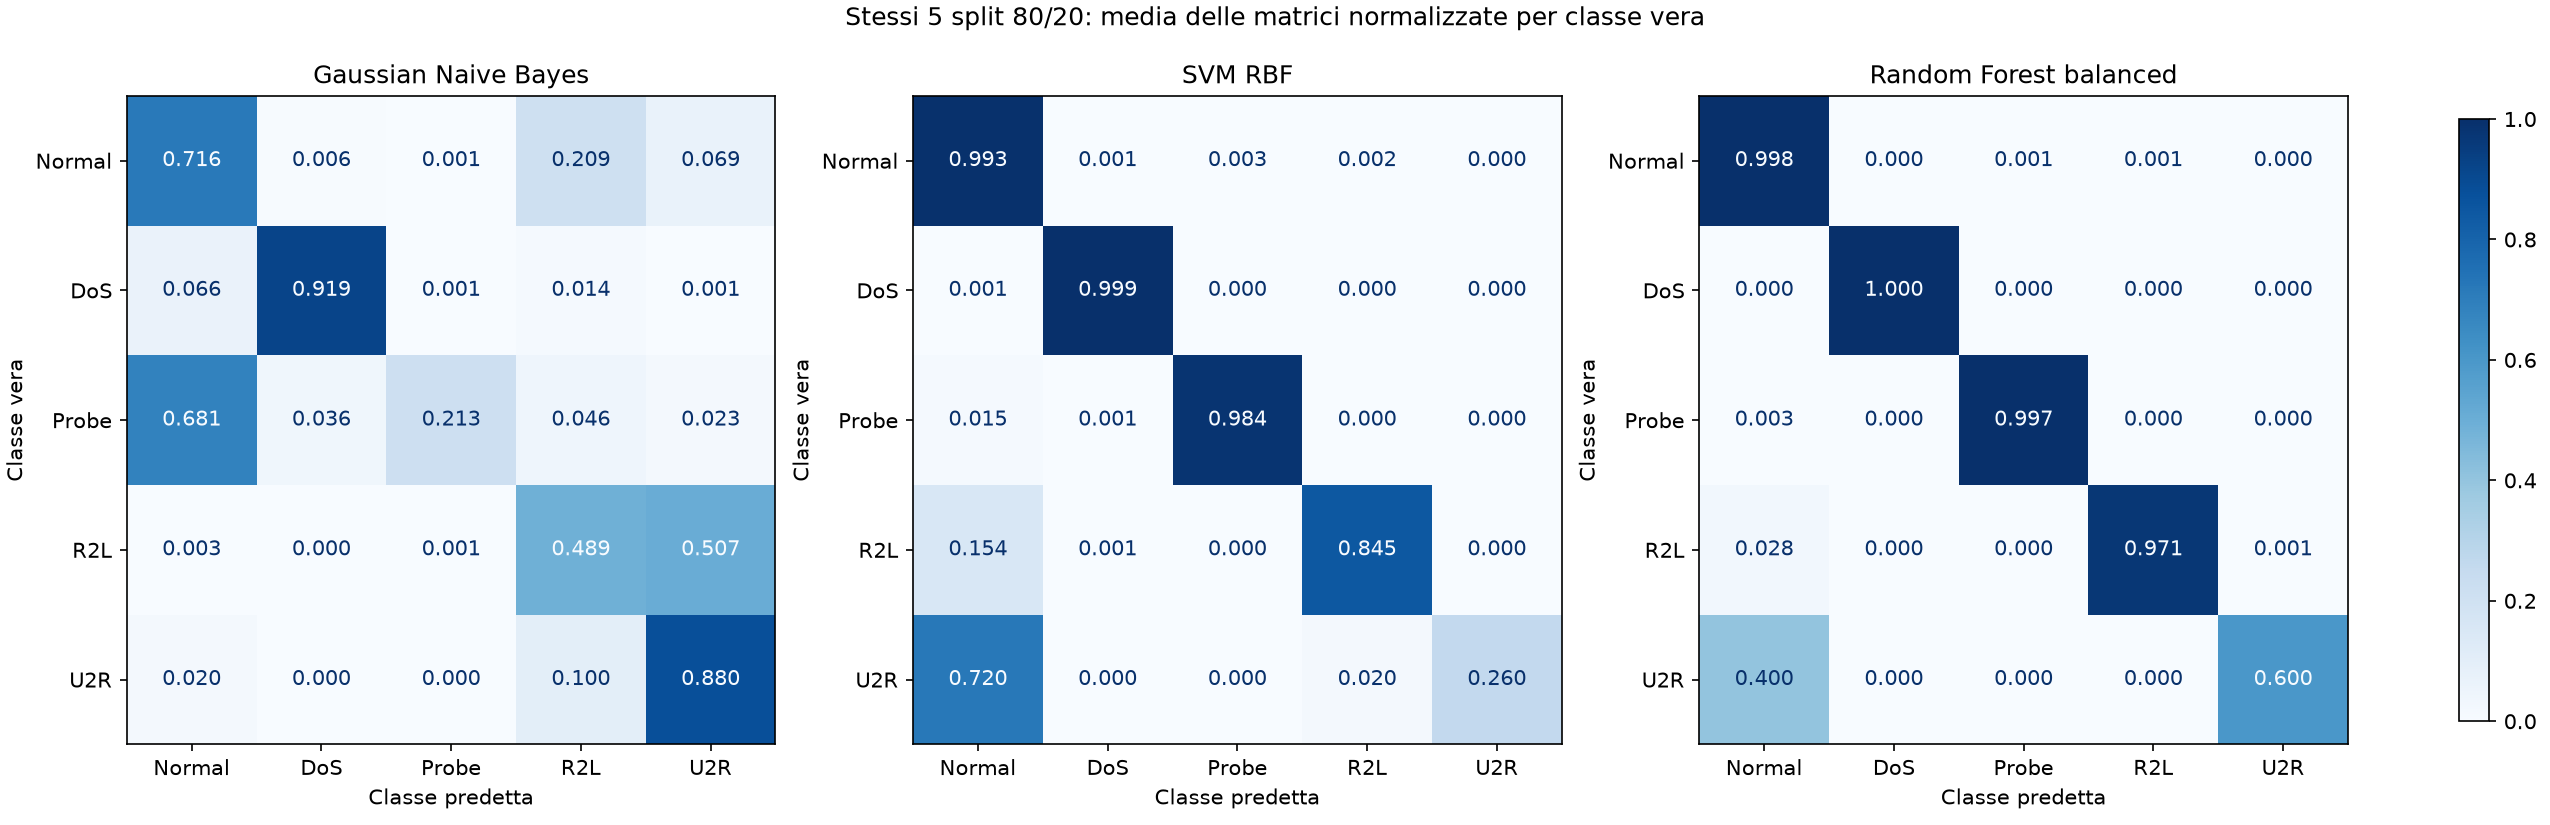 Stessi 5 split 80/20: media delle matrici normalizzate per classe vera
Gaussian Naive Bayes
Classe vera
Normal 0.716 0.006 0.001 0.209 0.069
DoS 0.066 0.919 0.001 0.014 0.001
Probe 0.681 0.036 0.213 0.046 0.023
R2L 0.003 0.000 0.001 0.489 0.507
U2R 0.020 0.000 0.000 0.100 0.880
Normal DoS Probe R2L U2R
Classe predetta
SVM RBF
Classe vera
Normal 0.993 0.001 0.003 0.002 0.000
DoS 0.001 0.999 0.000 0.000 0.000
Probe 0.015 0.001 0.984 0.000 0.000
R2L 0.154 0.001 0.000 0.845 0.000
U2R 0.720 0.000 0.000 0.020 0.260
Normal DoS Probe R2L U2R
Classe predetta
Random Forest balanced
Classe vera
Normal 0.998 0.000 0.001 0.001 0.000
DoS 0.000 1.000 0.000 0.000 0.000
Probe 0.003 0.000 0.997 0.000 0.000
R2L 0.028 0.000 0.000 0.971 0.001
U2R 0.400 0.000 0.000 0.000 0.600
Normal DoS Probe R2L U2R
Classe predetta
1.0
0.8
0.6
0.4
0.2
0.0